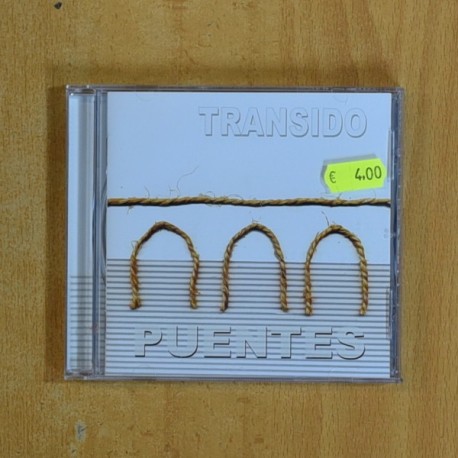 TRANSIDO
€ 4.00
PUENTES